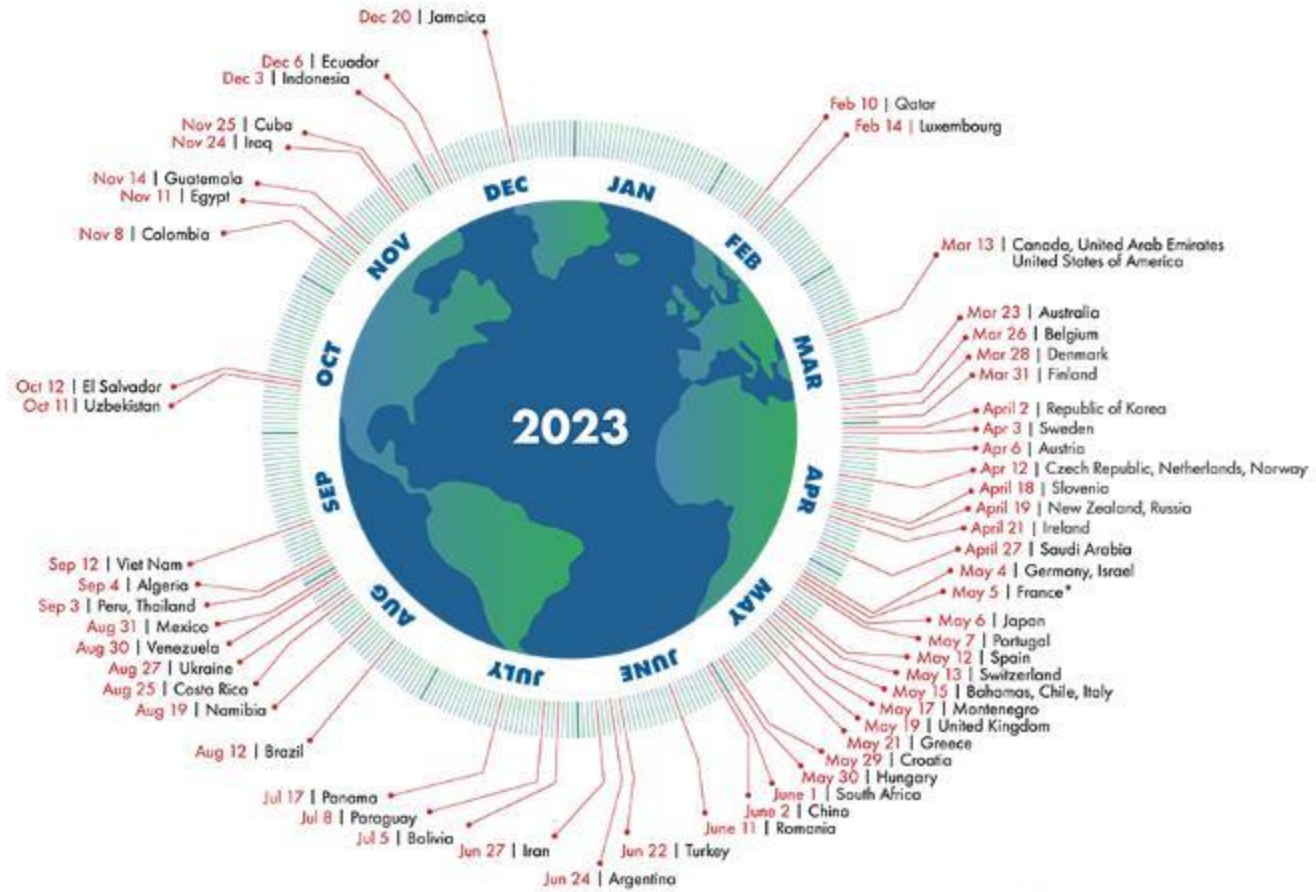 Dec 20 | Jamaica
Dec 6 | Ecuador
Dec 3 | Indonesia
Nov 25 | Cuba
Nov 24 | Iraq
Nov 14 | Guatemala
Nov 11 | Egypt
Nov 8 | Colombia
Oct 12 | El Salvador
Oct 11 | Uzbekistan
Sep 12 | Viet Nam
Sep 4 | Algeria
Sep 3 | Peru, Thailand
Aug 31 | Mexico
Aug 30 | Venezuela
Aug 27 | Ukraine
Aug 25 | Costa Rica
Aug 19 | Namibia
Aug 12 | Brazil
Jul 17 | Panama
Jul 8 | Paraguay
Jul 5 | Bolivia
Jun 27 | Iran
Jun 24 | Argentina
Jun 22 | Turkey
Feb 10 | Qatar
Feb 14 | Luxembourg
Mar 13 | Canada, United Arab Emirates
United States of America
Mar 23 | Australia
Mar 26 | Belgium
Mar 28 | Denmark
Mar 31 | Finland
April 2 | Republic of Korea
Apr 3 | Sweden
Apr 6 | Austria
Apr 12 | Czech Republic, Netherlands, Norway
April 18 | Slovenia
April 19 | New Zealand, Russia
April 21 | Ireland
April 27 | Saudi Arabia
May 4 | Germany, Israel
May 5 | France*
May 6 | Japan
May 7 | Portugal
May 12 | Spain
May 13 | Switzerland
May 15 | Bahamas, Chile, Italy
May 17 | Montenegro
May 19 | United Kingdom
May 21 | Greece
May 29 | Croatia
May 30 | Hungary
June 1 | South Africa
June 2 | China
June 11 | Romania
JAN
FEB
MAR
APR
MAY
JUNE
JULY
AUG
SEP
OCT
NOV
DEC
2023